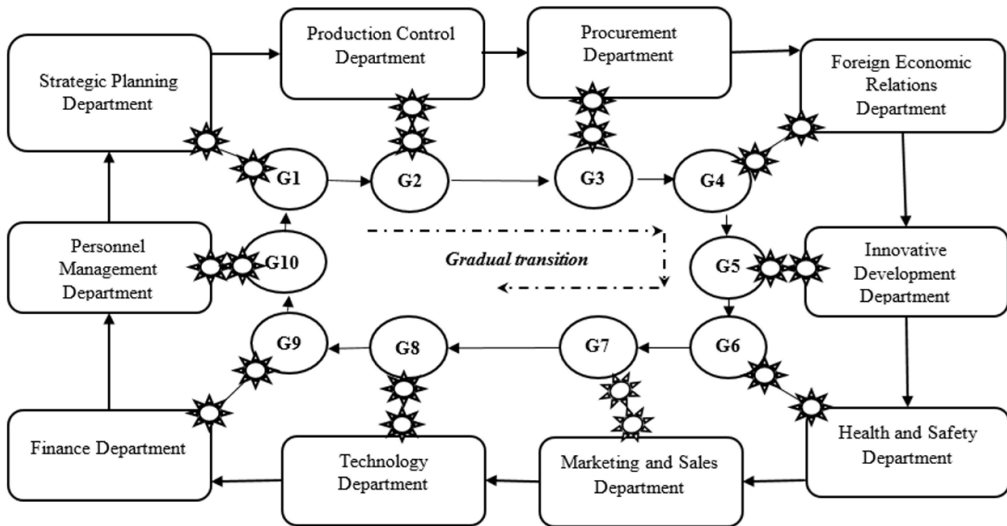 Strategic Planning
Department
Production Control
Department
Procurement
Department
Foreign Economic
Relations
Department
G1
G2
G3
G4
Personnel
Management
Department
G10
Gradual transition
G5
Innovative
Development
Department
G9
G8
G7
G6
Finance Department
Technology
Department
Marketing and Sales
Department
Health and Safety
Department